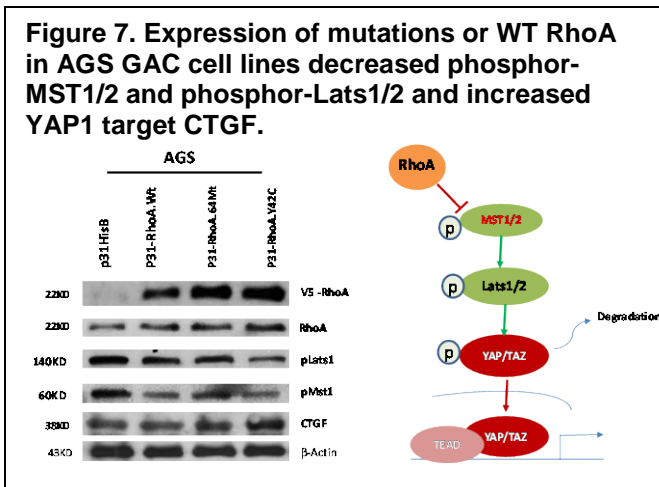 Figure 7. Expression of mutations or WT RhoA
in AGS GAC cell lines decreased phosphor-
MST1/2 and phosphor-Lats1/2 and increased
YAP1 target CTGF.
AGS
p31HisB
P31-RhoA.Wt
P31-RhoA.64Mt
P31-RhoA.Y42C
22KD V5-RhoA
22KD RhoA
140KD pLats1
60KD pMst1
38KD CTGF
43KD β-Actin
RhoA
MST1/2
p
Lats1/2
p
YAP/TAZ
p
Degradation
TEAD
YAP/TAZ